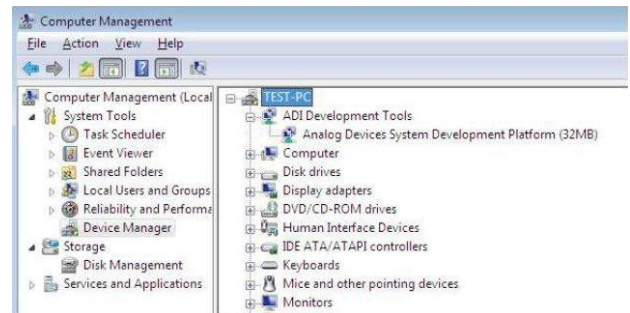 Computer Management
File Action View Help
Computer Management (Local
System Tools
Task Scheduler
Event Viewer
Shared Folders
Local Users and Groups
Reliability and Performa
Device Manager
Storage
Disk Management
Services and Applications
TEST-PC
ADI Development Tools
Analog Devices System Development Platform (32MB)
Computer
Disk drives
Display adapters
DVD/CD-ROM drives
Human Interface Devices
IDE ATA/ATAPI controllers
Keyboards
Mice and other pointing devices
Monitors